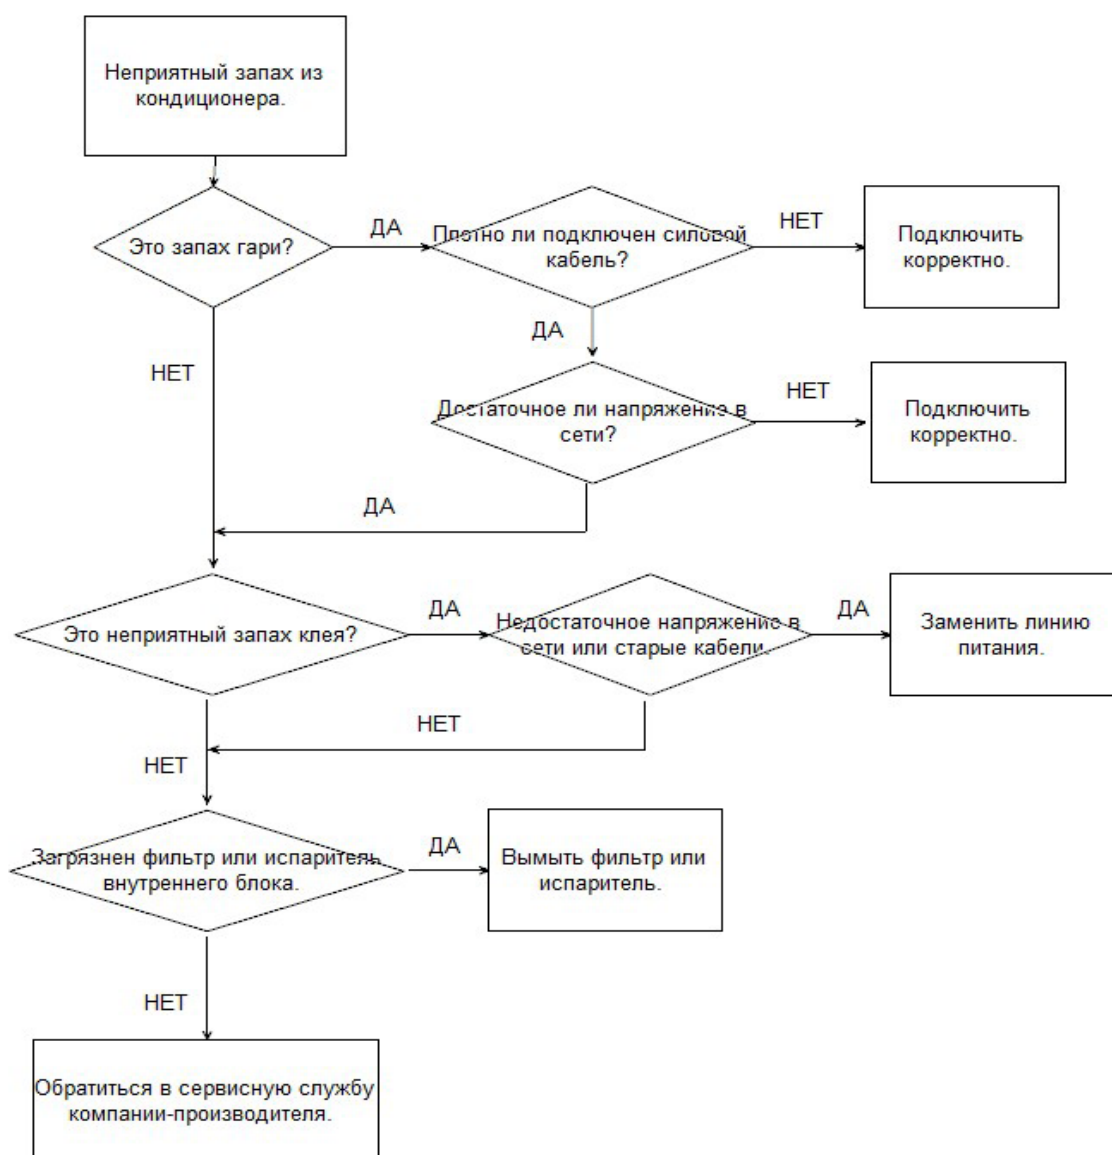 Неприятный запах из
кондиционера.
Это запах гари?
ДА
Плотно ли подключен силовой
кабель?
НЕТ
Подключить
корректно.
ДА
НЕТ
Достаточное ли напряжение в
сети?
НЕТ
Подключить
корректно.
ДА
Это неприятный запах клея?
ДА
Недостаточное напряжение в
сети или старые кабели.
ДА
Заменить линию
питания.
НЕТ
НЕТ
Загрязнен фильтр или испаритель
внутреннего блока.
ДА
Вымыть фильтр или
испаритель.
НЕТ
Обратиться в сервисную службу
компании-производителя.